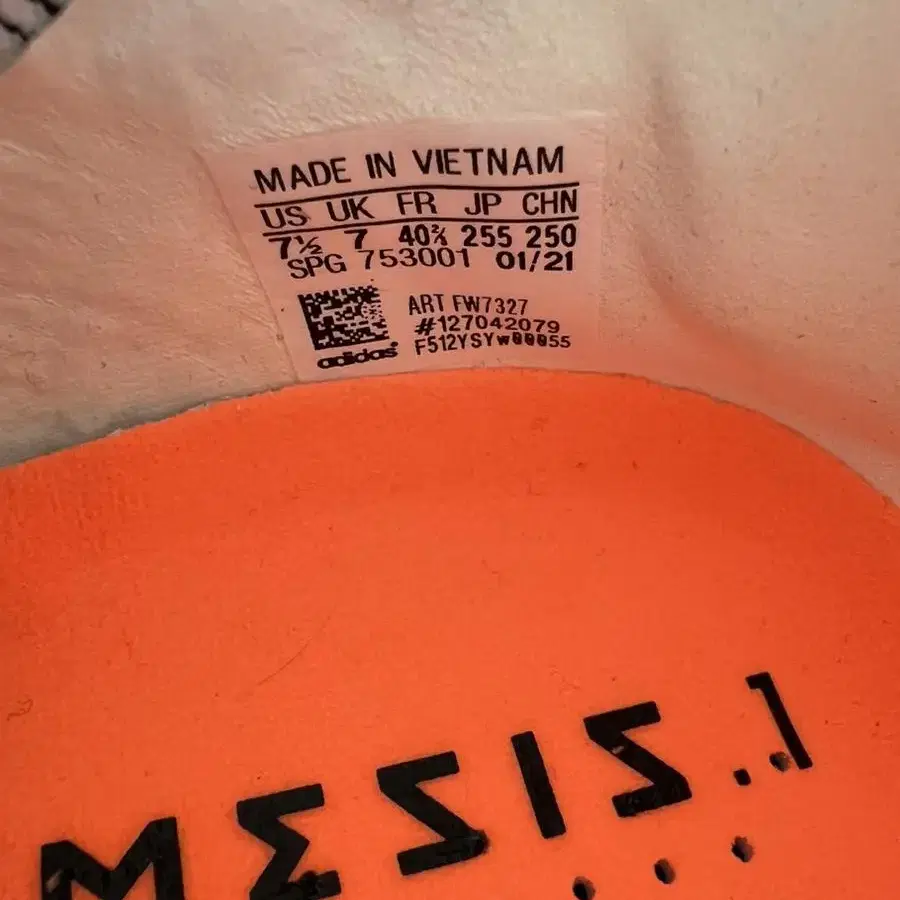 MADE IN VIETNAM
US UK FR JP CHN
7½ 7 40⅔ 255 250
SPG 753001 01/21
ART FW7327
#127042079
F512YSYW00055
adidas
MESSI.1